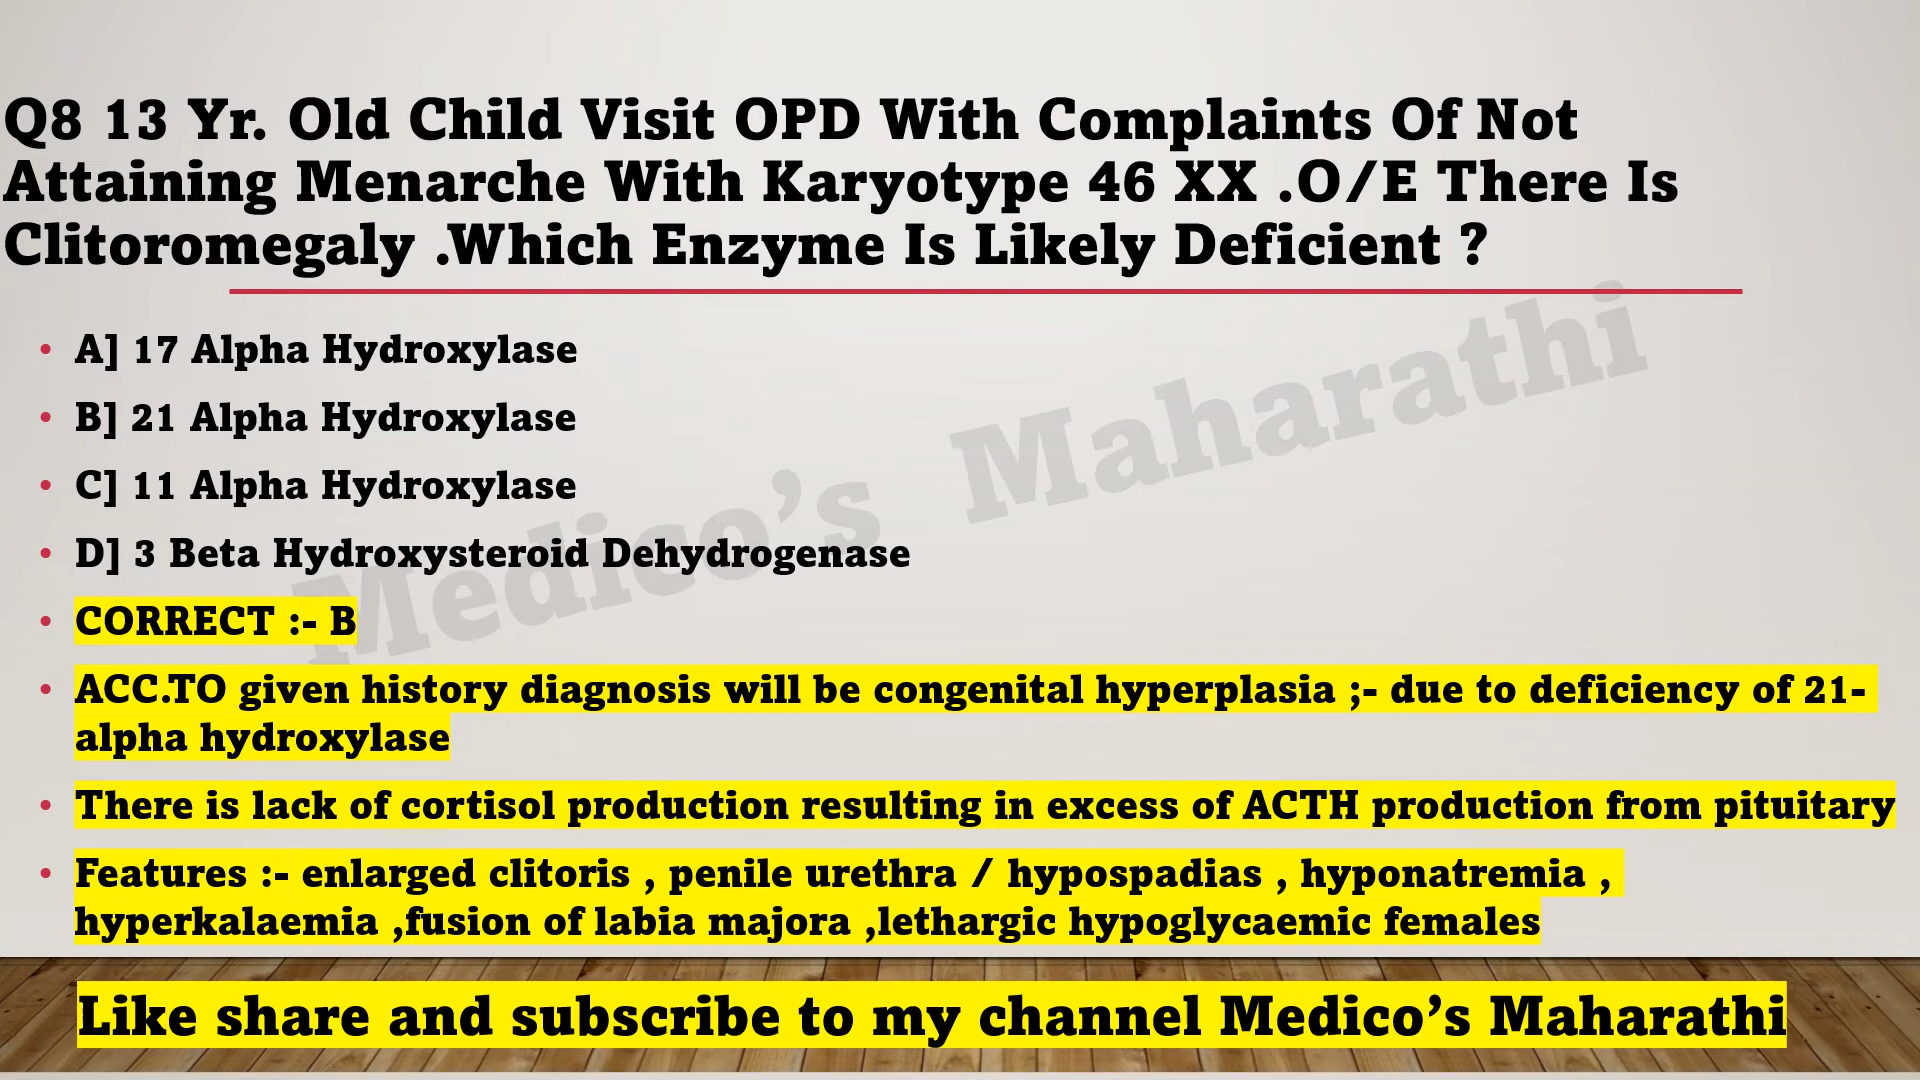 Q8 13 Yr. Old Child Visit OPD With Complaints Of Not
Attaining Menarche With Karyotype 46 XX .O/E There Is
Clitoromegaly .Which Enzyme Is Likely Deficient ?
• A] 17 Alpha Hydroxylase
• B] 21 Alpha Hydroxylase
• C] 11 Alpha Hydroxylase
• D] 3 Beta Hydroxysteroid Dehydrogenase
Medico’s Maharathi
• CORRECT :- B
• ACC.TO given history diagnosis will be congenital hyperplasia ;- due to deficiency of 21-
alpha hydroxylase
• There is lack of cortisol production resulting in excess of ACTH production from pituitary
• Features :- enlarged clitoris , penile urethra / hypospadias , hyponatremia ,
hyperkalaemia ,fusion of labia majora ,lethargic hypoglycaemic females
Like share and subscribe to my channel Medico’s Maharathi